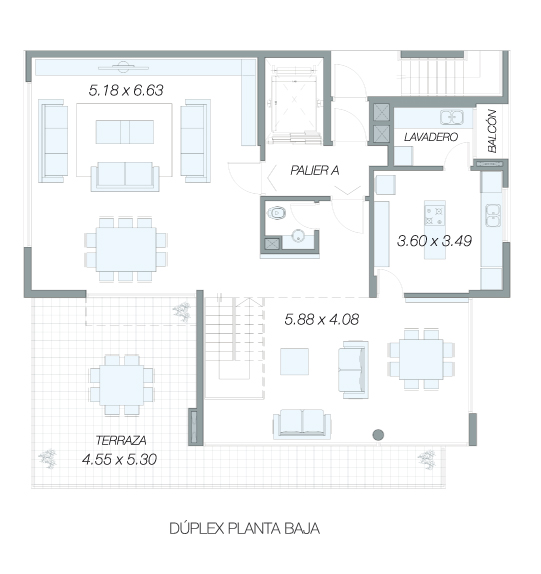 5.18 x 6.63
LAVADERO
BALCÓN
PALIER A
3.60 x 3.49
5.88 x 4.08
TERRAZA
4.55 x 5.30
DÚPLEX PLANTA BAJA